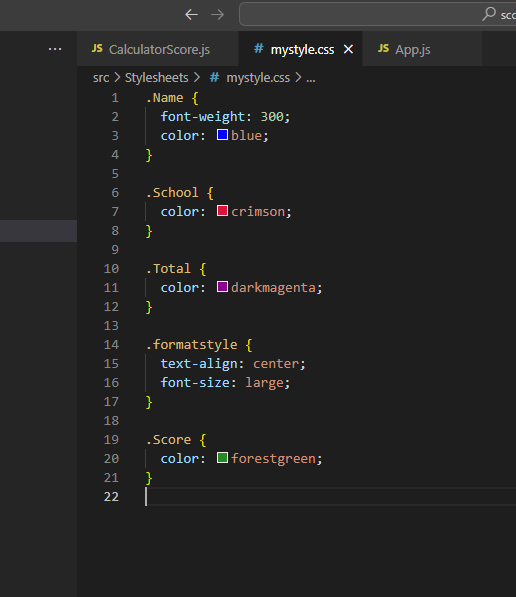 scc
JS CalculatorScore.js # mystyle.css × JS App.js
src > Stylesheets > # mystyle.css > ...
1 .Name {
2 font-weight: 300;
3 color: blue;
4 }
5
6 .School {
7 color: crimson;
8 }
9
10 .Total {
11 color: darkmagenta;
12 }
13
14 .formatstyle {
15 text-align: center;
16 font-size: large;
17 }
18
19 .Score {
20 color: forestgreen;
21 }
22